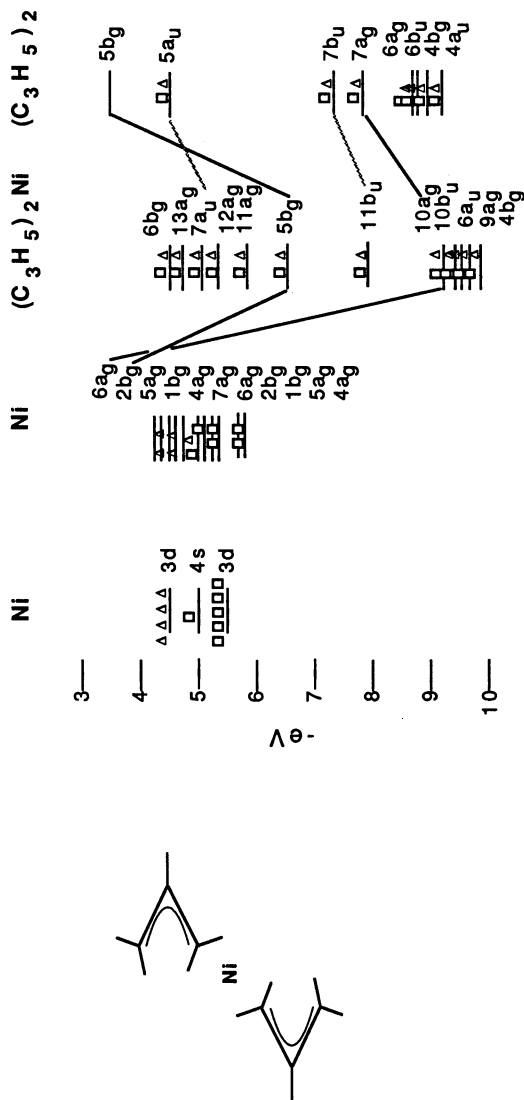 Ni
Ni
(C3H5)2Ni
(C3H5)2
-eV
3
4
5
6
7
8
9
10
3d
4s
3d
6ag
2bg
5ag
1bg
4ag
7ag
6ag
2bg
1bg
5ag
4ag
6bg
13ag
7au
12ag
11ag
5bg
11bu
10ag
10bu
6au
9ag
4bg
5bg
5au
7bu
7ag
6ag
6bu
4bg
4au
Ni